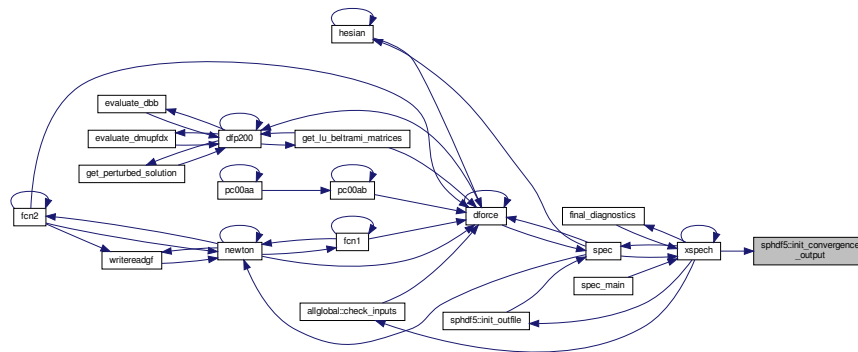 hesian
evaluate_dbb
evaluate_dmupfdx
dfp200
get_lu_beltrami_matrices
get_perturbed_solution
pc00aa
pc00ab
fcn2
dforce
final_diagnostics
fcn1
newton
writereadgf
spec
xspech
sphdf5::init_convergence
_output
spec_main
allglobal::check_inputs
sphdf5::init_outfile